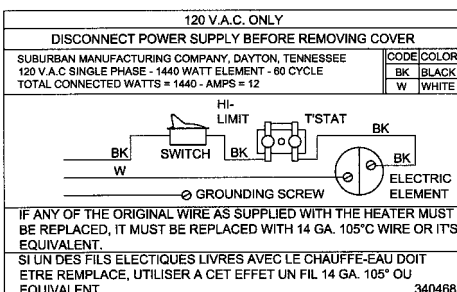 120 V.A.C. ONLY
DISCONNECT POWER SUPPLY BEFORE REMOVING COVER
SUBURBAN MANUFACTURING COMPANY, DAYTON, TENNESSEE
120 V.A.C SINGLE PHASE - 1440 WATT ELEMENT - 60 CYCLE
TOTAL CONNECTED WATTS = 1440 - AMPS = 12
CODE COLOR
BK BLACK
W WHITE
HI-
LIMIT T'STAT
BK
BK SWITCH BK BK
W
ELECTRIC
GROUNDING SCREW ELEMENT
IF ANY OF THE ORIGINAL WIRE AS SUPPLIED WITH THE HEATER MUST
BE REPLACED, IT MUST BE REPLACED WITH 14 GA. 105°C WIRE OR IT'S
EQUIVALENT.
SI UN DES FILS ELECTIQUES LIVRES AVEC LE CHAUFFE-EAU DOIT
ETRE REMPLACE, UTILISER A CET EFFET UN FIL 14 GA. 105° OU
EQUIVALENT 340468